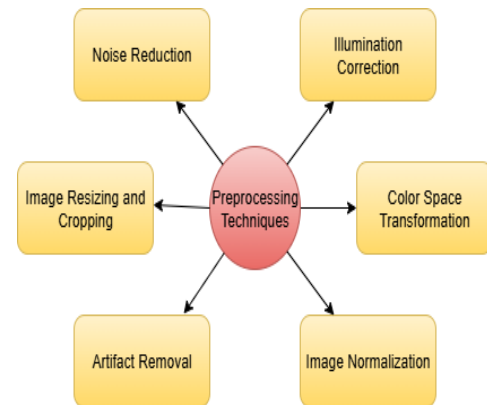 Noise Reduction
Illumination
Correction
Image Resizing and
Cropping
Preprocessing
Techniques
Color Space
Transformation
Artifact Removal
Image Normalization